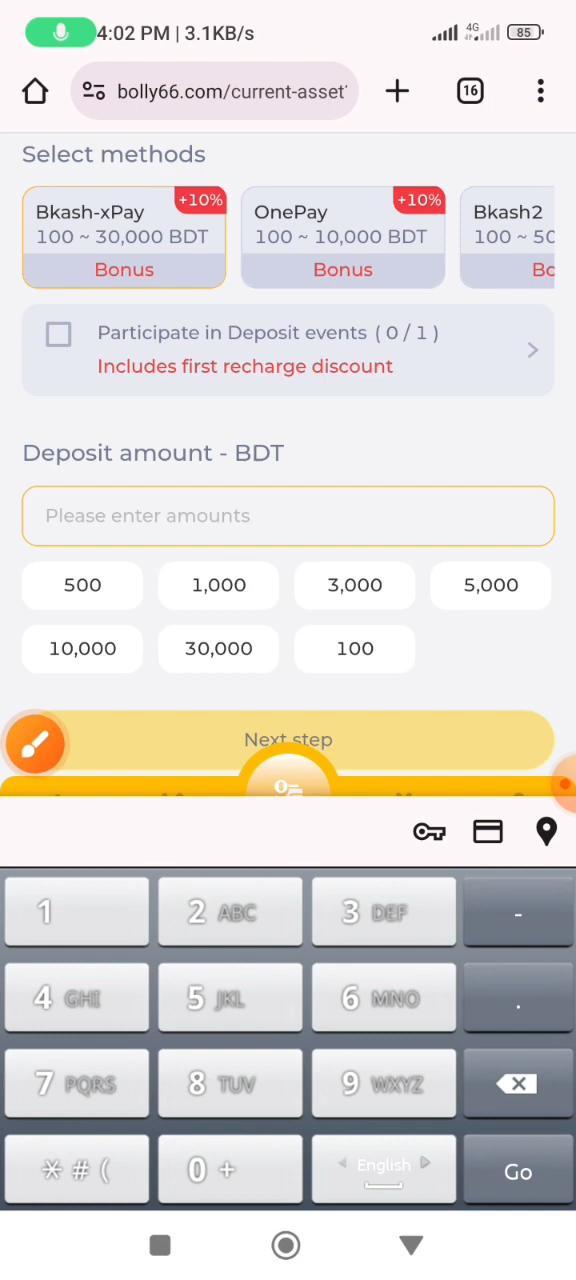 4:02 PM | 3.1KB/s
4G
85
bolly66.com/current-asset
16
Select methods
+10%
Bkash-xPay
100 ~ 30,000 BDT
Bonus
+10%
OnePay
100 ~ 10,000 BDT
Bonus
Bkash2
100 ~ 50
Bo
Participate in Deposit events ( 0 / 1 )
Includes first recharge discount
Deposit amount - BDT
Please enter amounts
500 1,000 3,000 5,000
10,000 30,000 100
Next step
1 2 ABC 3 DEF -
4 GHI 5 JKL 6 MNO .
7 PQRS 8 TUV 9 WXYZ
* # ( 0 + English Go